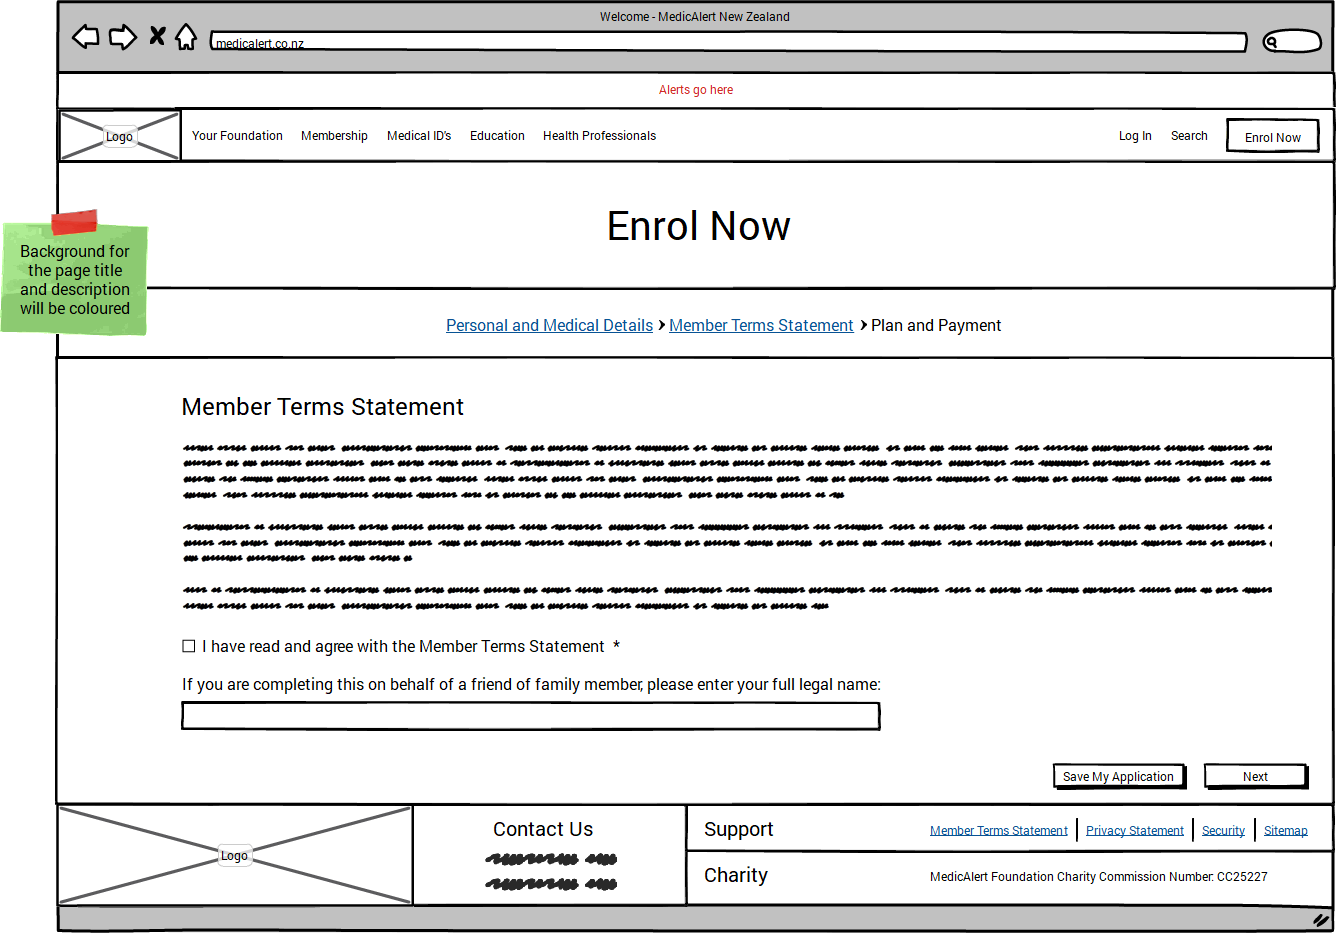 Welcome - MedicAlert New Zealand
medicalert.co.nz
Alerts go here
Logo Your Foundation Membership Medical ID's Education Health Professionals Log In Search Enrol Now
Enrol Now
Background for
the page title
and description
will be coloured
Personal and Medical Details › Member Terms Statement › Plan and Payment
Member Terms Statement
I have read and agree with the Member Terms Statement *
If you are completing this on behalf of a friend of family member, please enter your full legal name:
Save My Application Next
Logo
Contact Us
Support Member Terms Statement Privacy Statement Security Sitemap
Charity MedicAlert Foundation Charity Commission Number: CC25227